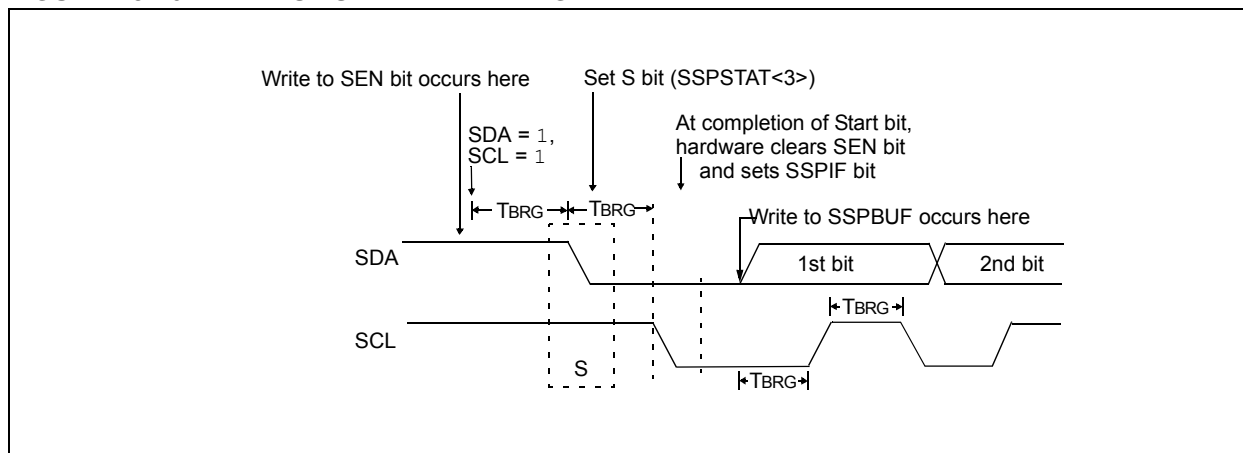 Write to SEN bit occurs here
Set S bit (SSPSTAT<3>)
SDA = 1,
SCL = 1
At completion of Start bit,
hardware clears SEN bit
and sets SSPIF bit
TBRG
TBRG
Write to SSPBUF occurs here
SDA
1st bit
2nd bit
TBRG
SCL
S
TBRG